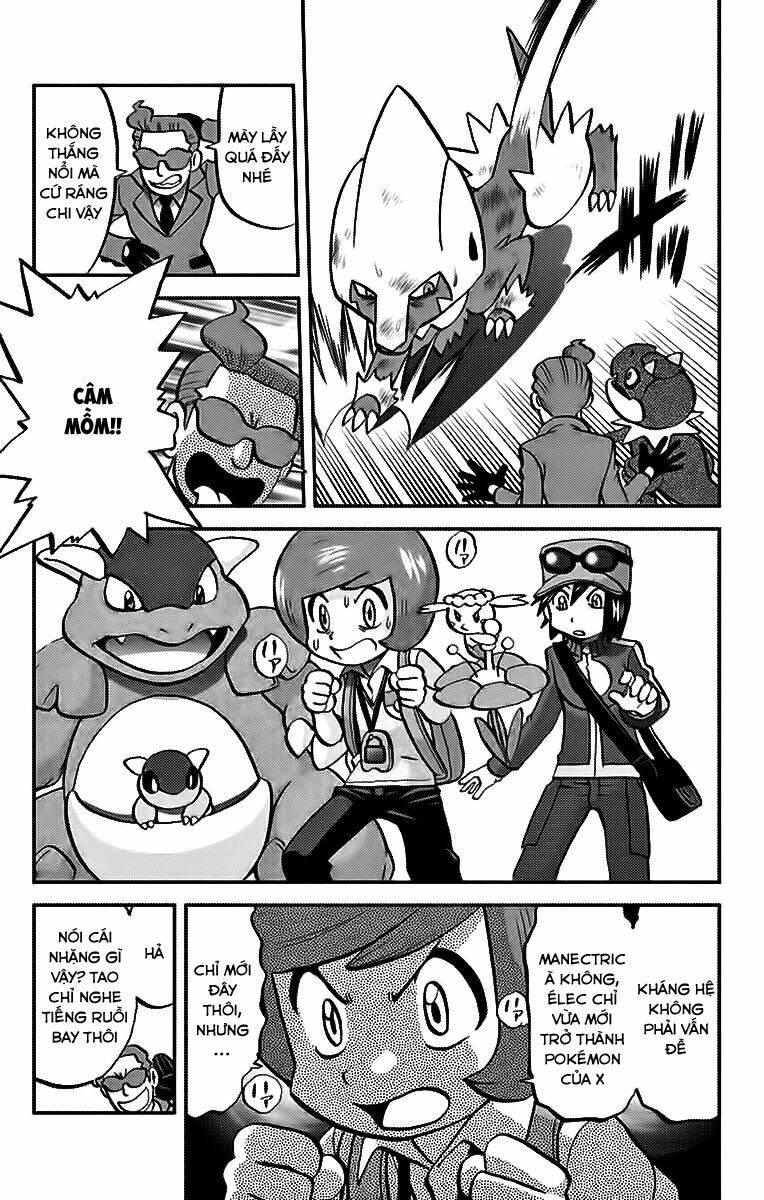 MÀY LẪY
QUÁ ĐẤY
NHÉ
KHÔNG
THẮNG
NỔI MÀ
CỨ RÁNG
CHI VẬY
CÂM
MỒM!!
KHÁNG HỆ
KHÔNG
PHẢI VẤN
ĐỀ
MANECTRIC
À KHÔNG,
ÉLEC CHỈ
VỪA MỚI
TRỞ THÀNH
POKÉMON
CỦA X
CHỈ MỚI
ĐÂY
THÔI,
NHƯNG
...
HẢ
NÓI CÁI
NHẶNG GÌ
VẬY? TAO
CHỈ NGHE
TIẾNG RUỒI
BAY THÔI